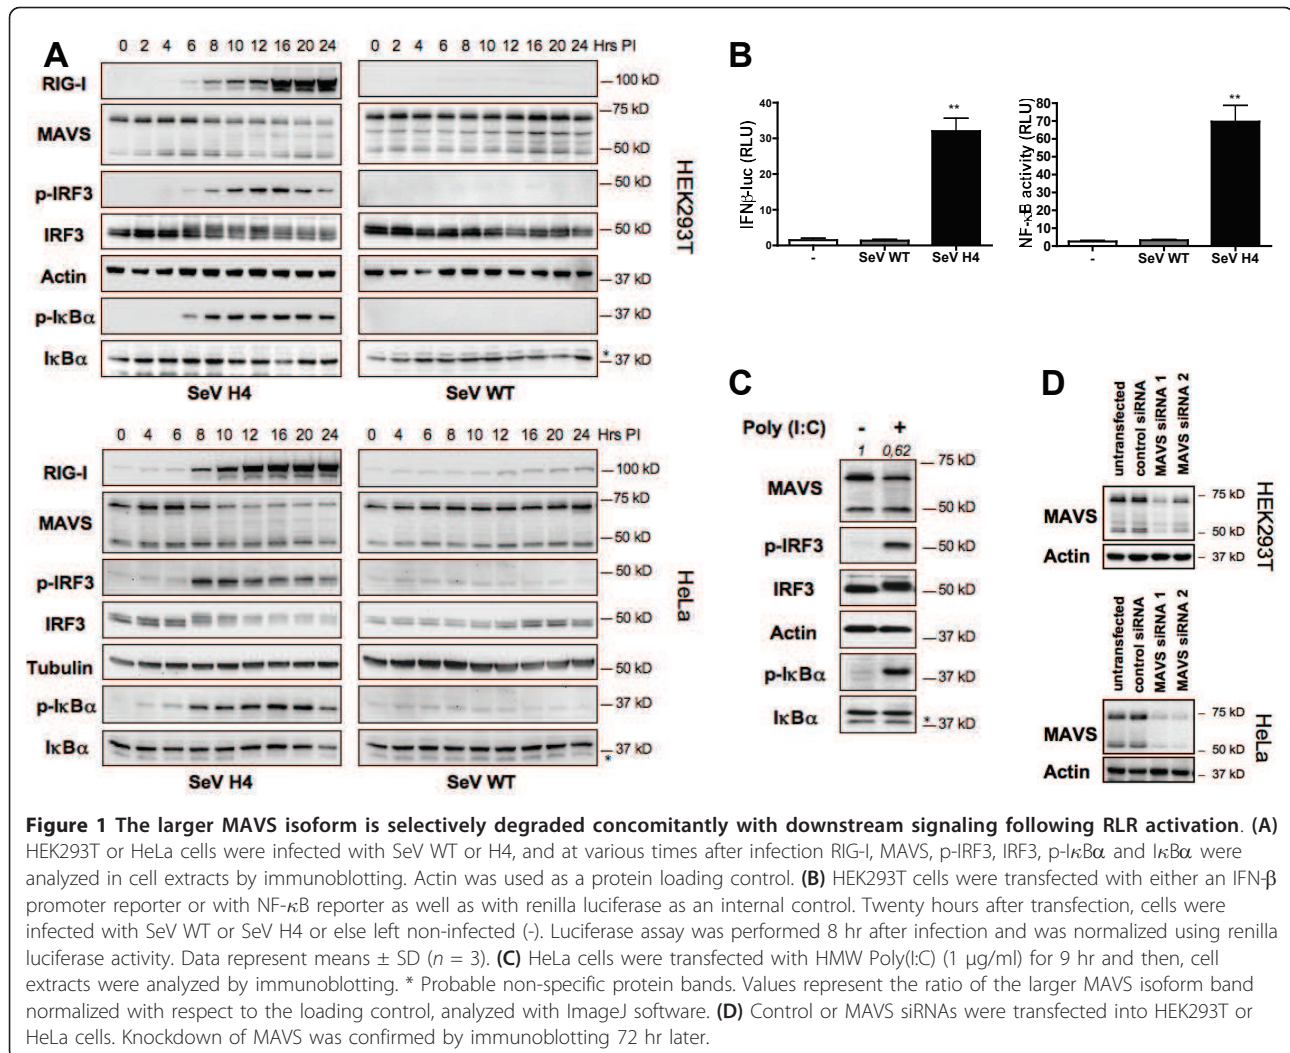 A
0 2 4 6 8 10 12 16 20 24 0 2 4 6 8 10 12 16 20 24 Hrs PI
RIG-I
100 kD
MAVS
75 kD
50 kD
p-IRF3
50 kD
IRF3
50 kD
Actin
37 kD
p-IκBα
37 kD
IκBα
*
37 kD
SeV H4 SeV WT
HEK293T
0 4 6 8 10 12 16 20 24 0 4 6 8 10 12 16 20 24 Hrs PI
RIG-I
100 kD
MAVS
75 kD
50 kD
p-IRF3
50 kD
IRF3
50 kD
Tubulin
50 kD
p-IκBα
37 kD
IκBα
37 kD
*
SeV H4 SeV WT
HeLa
B
IFNβ-luc (RLU)
40
30
20
10
0
**
- SeV WT SeV H4
NF-κB activity (RLU)
80
70
60
50
40
30
20
10
0
**
- SeV WT SeV H4
C
Poly (I:C) - +
1 0,62
MAVS
75 kD
50 kD
p-IRF3
50 kD
IRF3
50 kD
Actin
37 kD
p-IκBα
37 kD
IκBα
*
37 kD
D
untransfected
control siRNA
MAVS siRNA 1
MAVS siRNA 2
MAVS
75 kD
50 kD
Actin
37 kD
HEK293T
untransfected
control siRNA
MAVS siRNA 1
MAVS siRNA 2
MAVS
75 kD
50 kD
Actin
37 kD
HeLa
Figure 1 The larger MAVS isoform is selectively degraded concomitantly with downstream signaling following RLR activation. (A)
HEK293T or HeLa cells were infected with SeV WT or H4, and at various times after infection RIG-I, MAVS, p-IRF3, IRF3, p-IκBα and IκBα were
analyzed in cell extracts by immunoblotting. Actin was used as a protein loading control. (B) HEK293T cells were transfected with either an IFN-β
promoter reporter or with NF-κB reporter as well as with renilla luciferase as an internal control. Twenty hours after transfection, cells were
infected with SeV WT or SeV H4 or else left non-infected (-). Luciferase assay was performed 8 hr after infection and was normalized using renilla
luciferase activity. Data represent means ± SD (n = 3). (C) HeLa cells were transfected with HMW Poly(I:C) (1 μg/ml) for 9 hr and then, cell
extracts were analyzed by immunoblotting. * Probable non-specific protein bands. Values represent the ratio of the larger MAVS isoform band
normalized with respect to the loading control, analyzed with ImageJ software. (D) Control or MAVS siRNAs were transfected into HEK293T or
HeLa cells. Knockdown of MAVS was confirmed by immunoblotting 72 hr later.